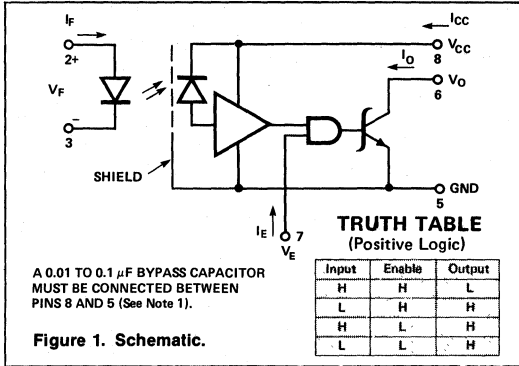 IF
ICC
2+
VCC
8
IO
VO
6
VF
−
3
SHIELD
GND
5
IE
7
VE
TRUTH TABLE
(Positive Logic)
Input Enable Output
H H L
L H H
H L H
L L H
A 0.01 TO 0.1 μF BYPASS CAPACITOR
MUST BE CONNECTED BETWEEN
PINS 8 AND 5 (See Note 1).
Figure 1. Schematic.